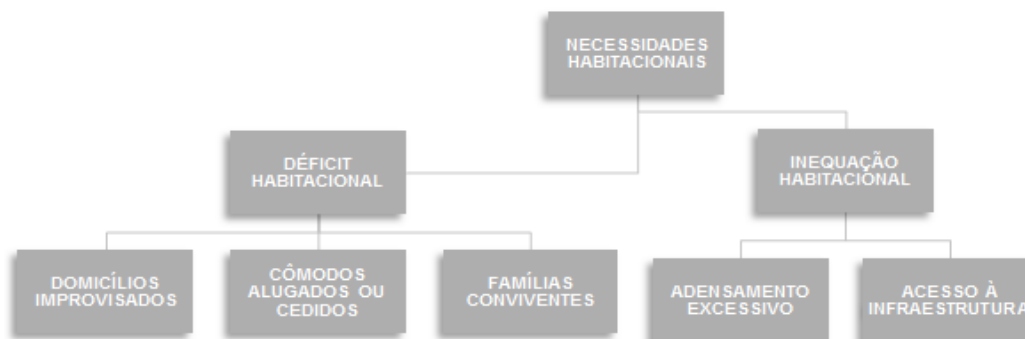 NECESSIDADES
HABITACIONAIS
DÉFICIT
HABITACIONAL
INEQUAÇÃO
HABITACIONAL
DOMICÍLIOS
IMPROVISADOS
CÔMODOS
ALUGADOS OU
CEDIDOS
FAMÍLIAS
CONVIVENTES
ADENSAMENTO
EXCESSIVO
ACESSO À
INFRAESTRUTURA